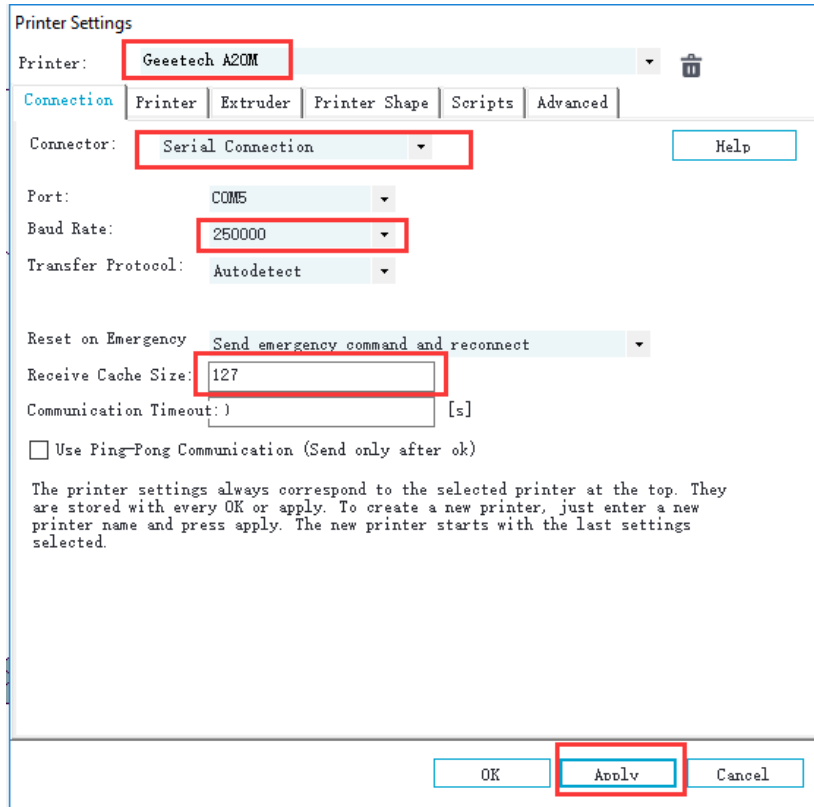 Printer Settings
Printer: Geeetech A20M
Connection Printer Extruder Printer Shape Scripts Advanced
Connector: Serial Connection Help
Port: COM5
Baud Rate: 250000
Transfer Protocol: Autodetect
Reset on Emergency Send emergency command and reconnect
Receive Cache Size: 127
Communication Timeout: ) [s]
Use Ping-Pong Communication (Send only after ok)
The printer settings always correspond to the selected printer at the top. They
are stored with every OK or apply. To create a new printer, just enter a new
printer name and press apply. The new printer starts with the last settings
selected.
OK Apply Cancel